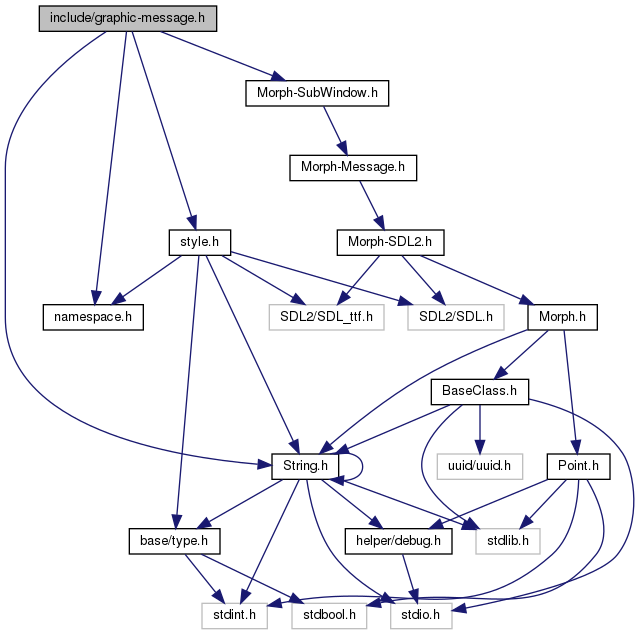 include/graphic-message.h
Morph-SubWindow.h
Morph-Message.h
style.h
Morph-SDL2.h
namespace.h
SDL2/SDL_ttf.h
SDL2/SDL.h
Morph.h
BaseClass.h
String.h
uuid/uuid.h
Point.h
base/type.h
helper/debug.h
stdlib.h
stdint.h
stdbool.h
stdio.h